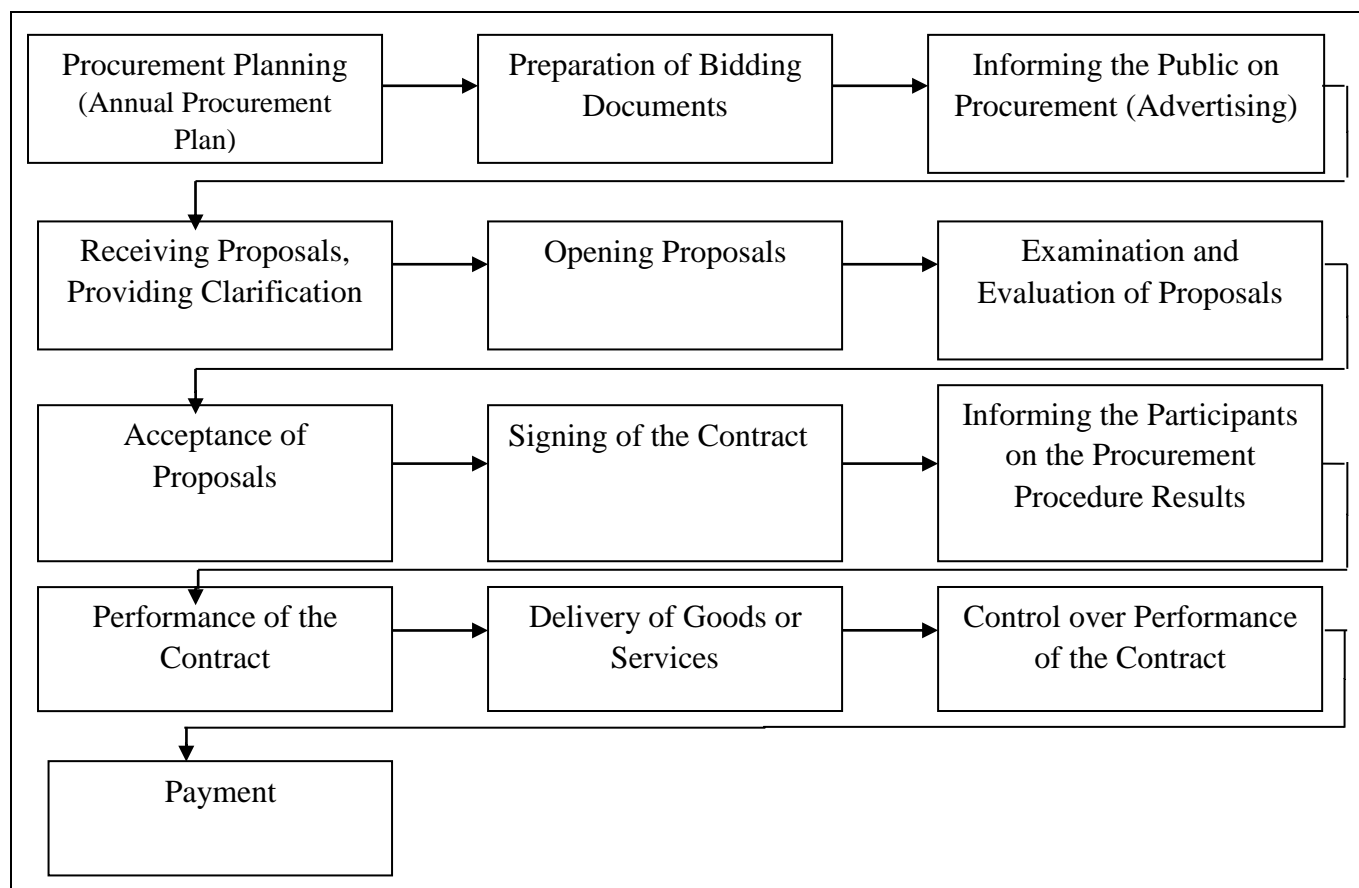 Procurement Planning
(Annual Procurement
Plan)
Preparation of Bidding
Documents
Informing the Public on
Procurement (Advertising)
Receiving Proposals,
Providing Clarification
Opening Proposals
Examination and
Evaluation of Proposals
Acceptance of
Proposals
Signing of the Contract
Informing the Participants
on the Procurement
Procedure Results
Performance of the
Contract
Delivery of Goods or
Services
Control over Performance
of the Contract
Payment